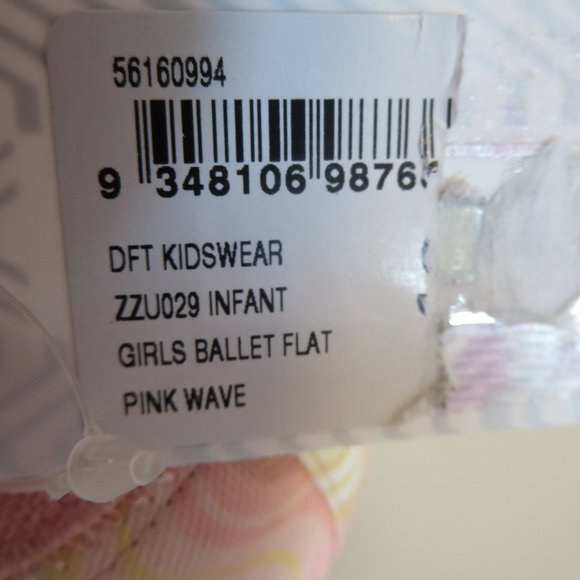 56160994
9 348106 9876
DFT KIDSWEAR
ZZU029 INFANT
GIRLS BALLET FLAT
PINK WAVE